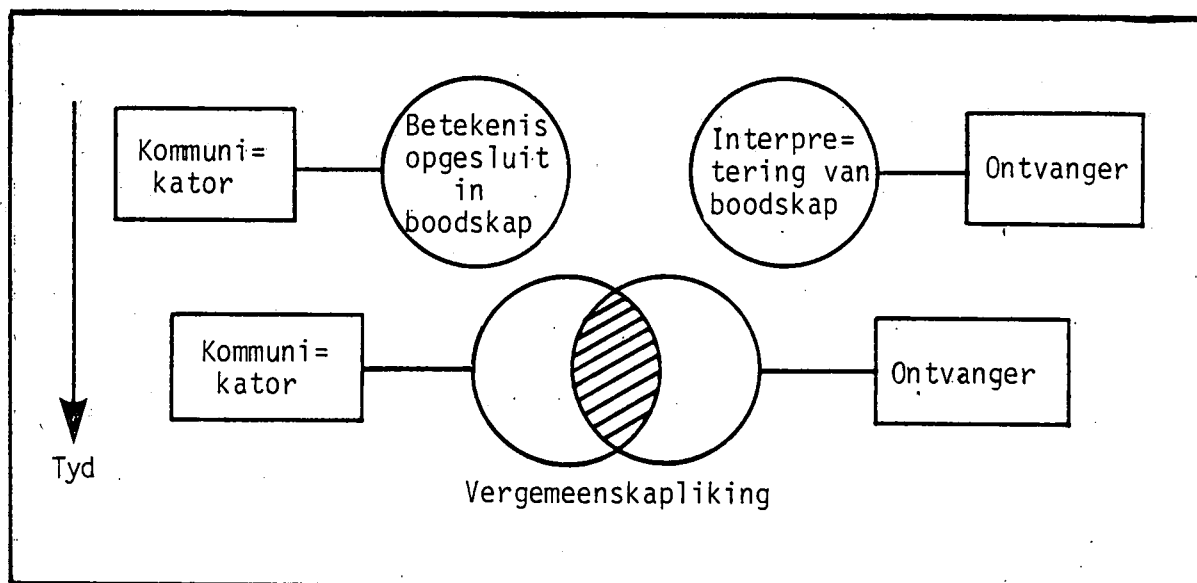 Kommuni=
kator
Betekenis
opgesluit
in
boodskap
Interpre=
tering van
boodskap
Ontvanger
Kommuni=
kator
Ontvanger
Tyd
Vergemeenskapliking